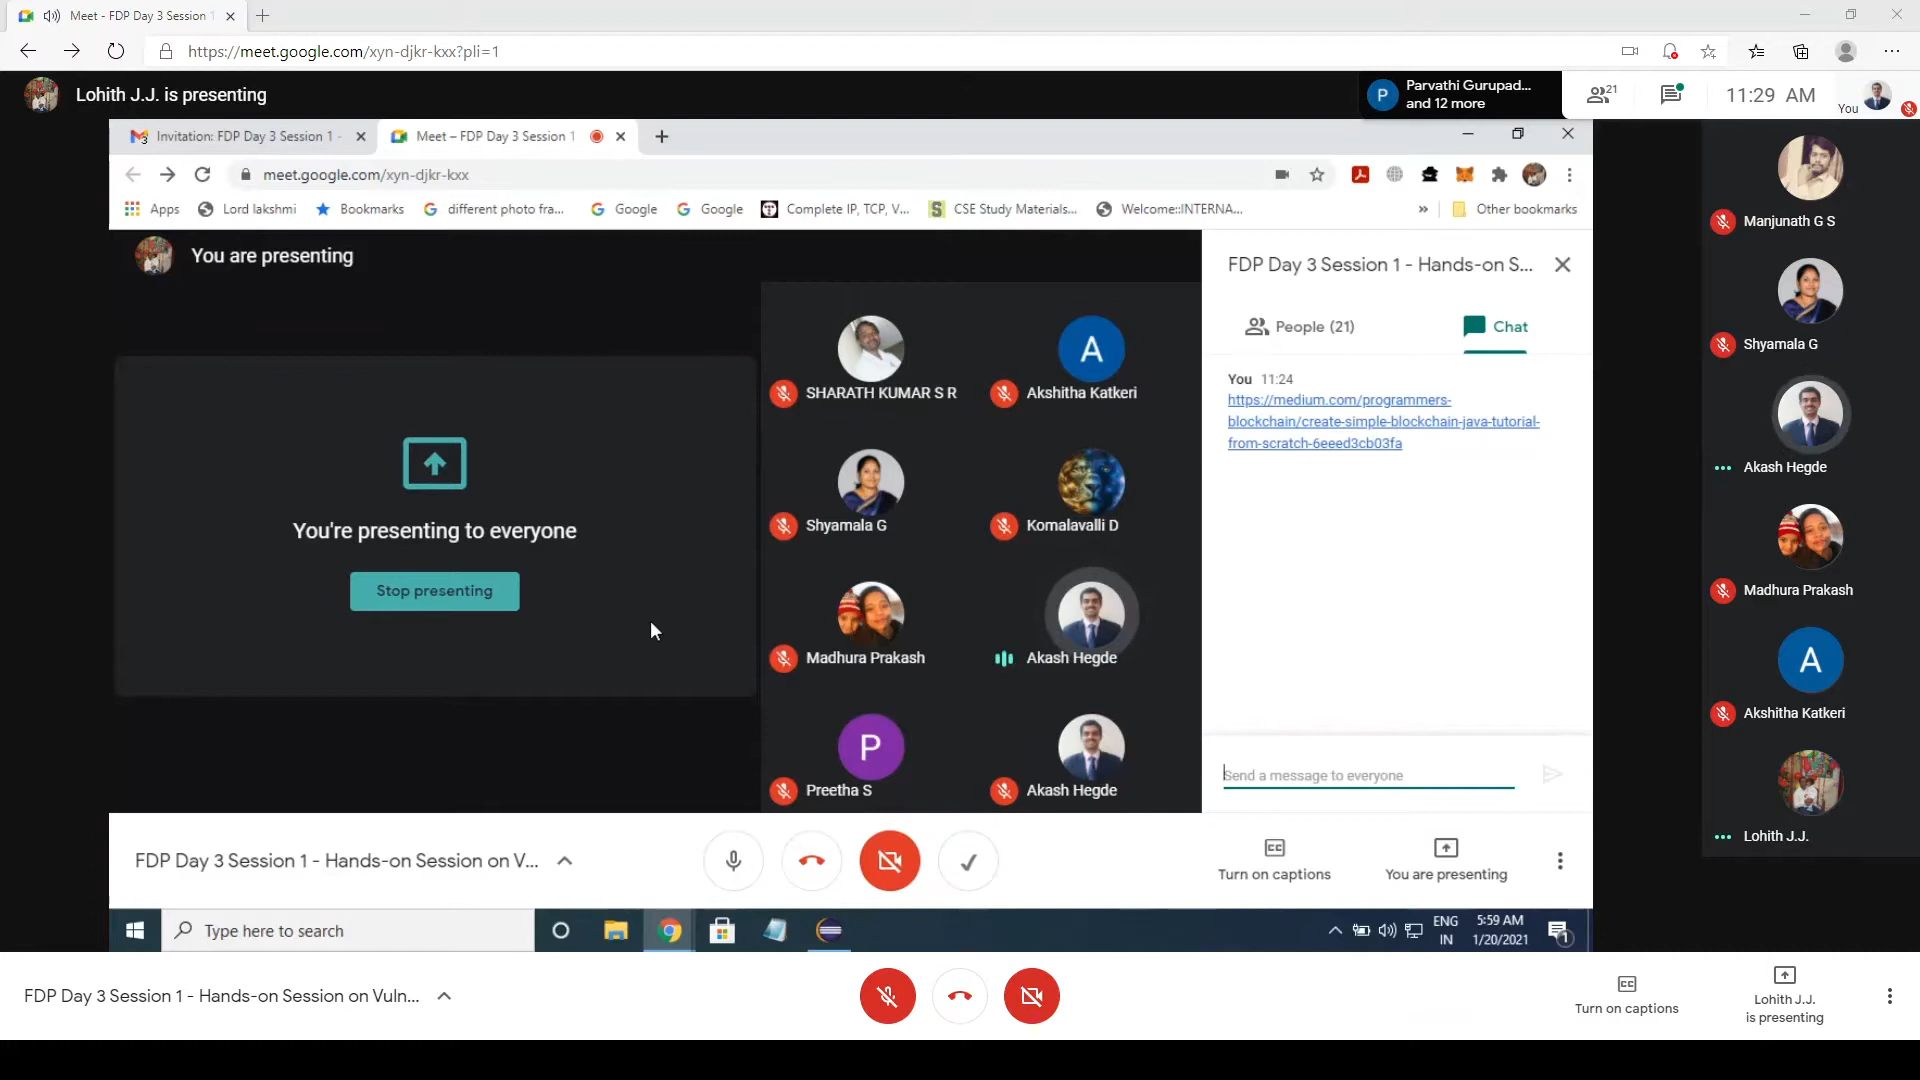 Meet - FDP Day 3 Session 1
https://meet.google.com/xyn-djkr-kxx?pli=1
Lohith J.J. is presenting
P
Parvathi Gurupad...
and 12 more
21
11:29 AM
You
Invitation: FDP Day 3 Session 1 -
Meet – FDP Day 3 Session 1
meet.google.com/xyn-djkr-kxx
Apps
Lord lakshmi
Bookmarks
different photo fra...
Google
Google
Complete IP, TCP, V...
CSE Study Materials...
Welcome::INTERNA...
»
Other bookmarks
You are presenting
You're presenting to everyone
Stop presenting
SHARATH KUMAR S R
A
Akshitha Katkeri
Shyamala G
Komalavalli D
Madhura Prakash
Akash Hegde
P
Preetha S
Akash Hegde
FDP Day 3 Session 1 - Hands-on S...
People (21)
Chat
You 11:24
https://medium.com/programmers-
blockchain/create-simple-blockchain-java-tutorial-
from-scratch-6eeed3cb03fa
Send a message to everyone
Manjunath G S
Shyamala G
Akash Hegde
Madhura Prakash
A
Akshitha Katkeri
Lohith J.J.
FDP Day 3 Session 1 - Hands-on Session on V...
CC
Turn on captions
You are presenting
Type here to search
ENG
IN
5:59 AM
1/20/2021
1
FDP Day 3 Session 1 - Hands-on Session on Vuln...
CC
Turn on captions
Lohith J.J.
is presenting